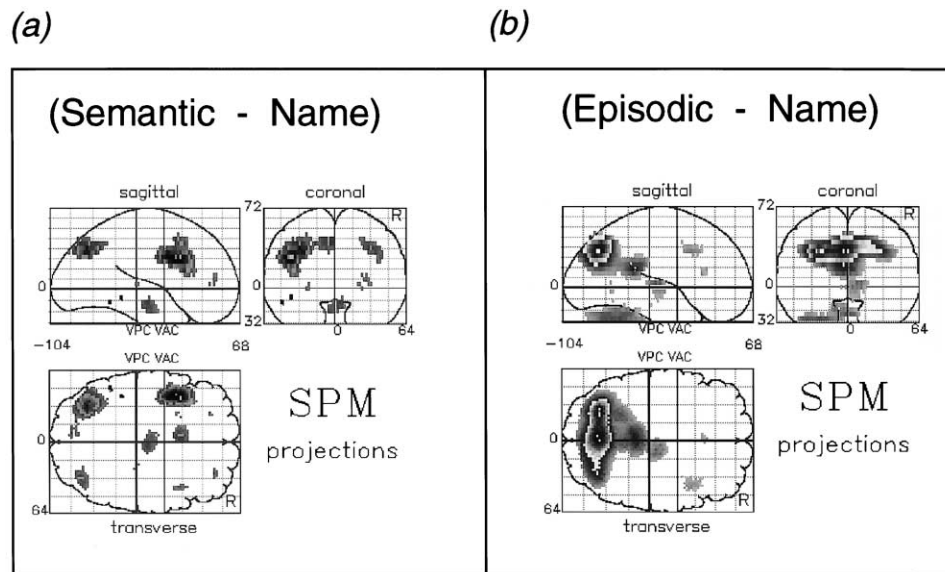 (a)
(b)
(Semantic - Name)
(Episodic - Name)
sagittal
coronal
72
R
0
32
VPC VAC
0
64
-104
68
VPC VAC
0
64
R
transverse
SPM
projections
sagittal
coronal
72
R
0
32
VPC VAC
0
64
-104
68
VPC VAC
0
64
R
transverse
SPM
projections